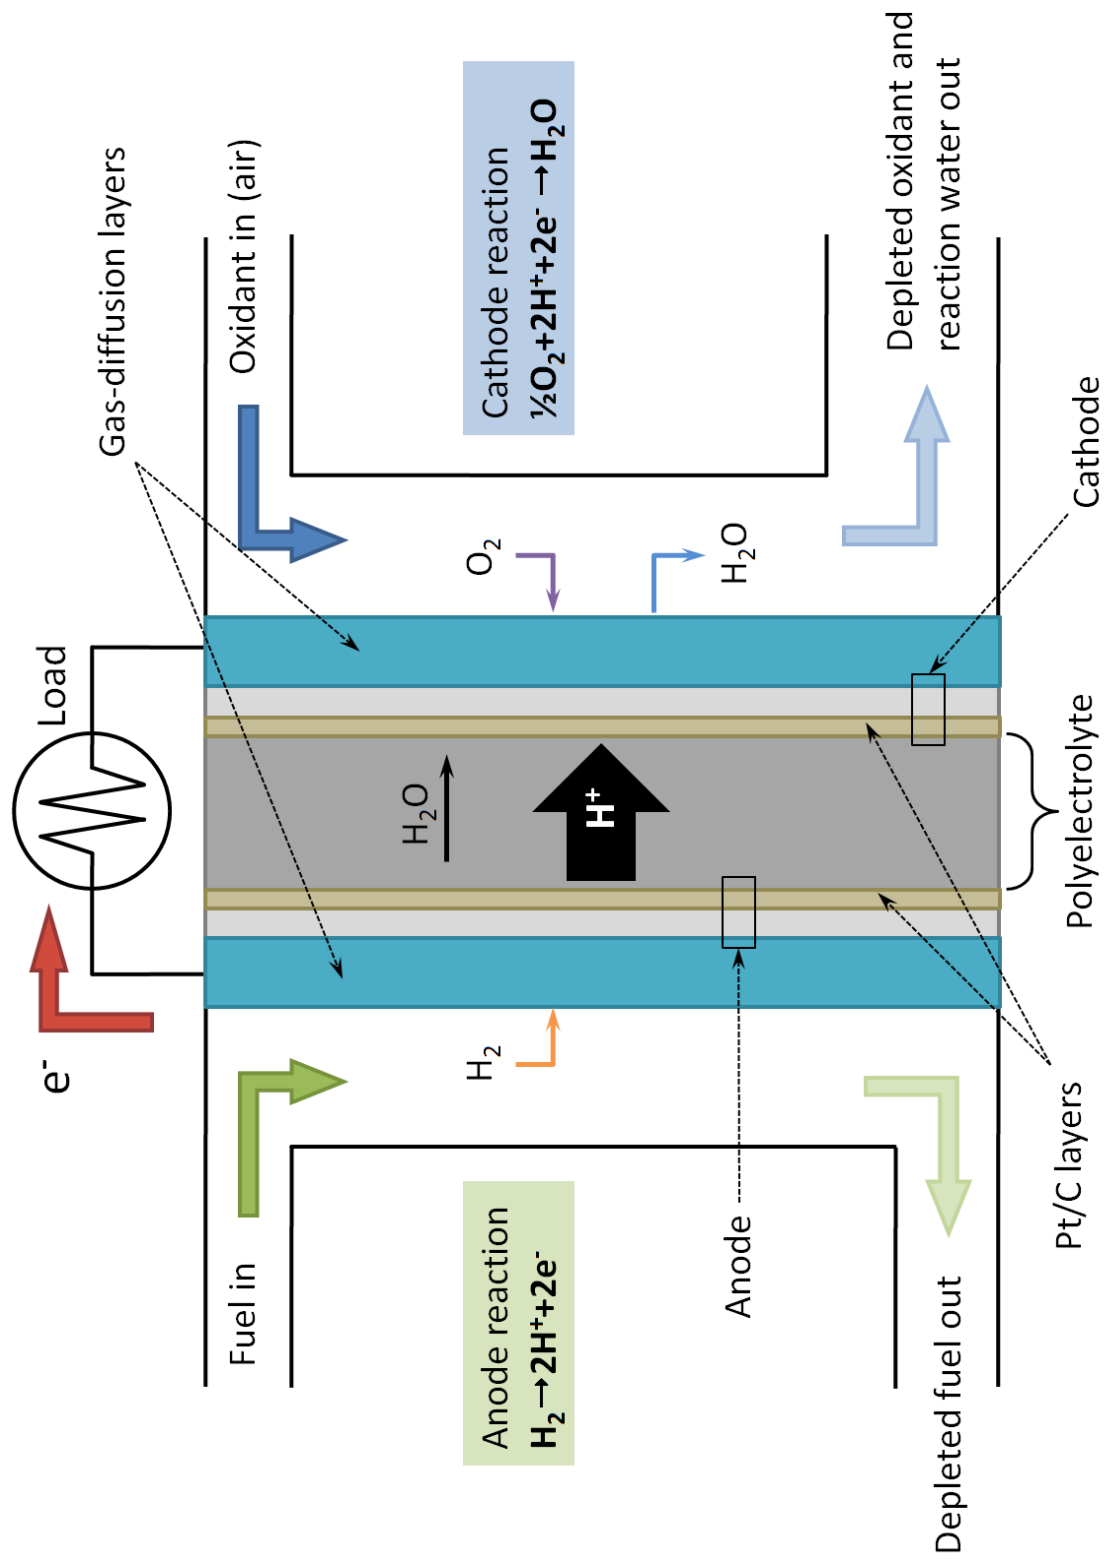 e⁻
Load
Gas-diffusion layers
Fuel in
Oxidant in (air)
Anode reaction
H₂→2H⁺+2e⁻
H₂
H₂O
H⁺
O₂
H₂O
Cathode reaction
½O₂+2H⁺+2e⁻→H₂O
Anode
Depleted fuel out
Depleted oxidant and
reaction water out
Pt/C layers
Polyelectrolyte
Cathode